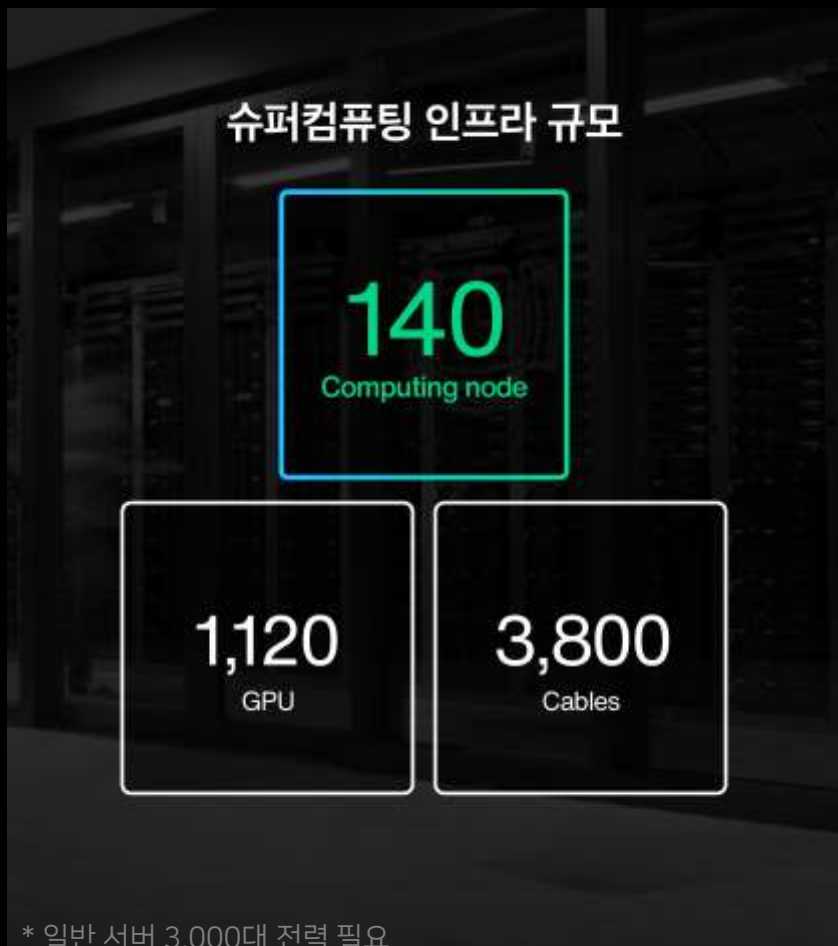 슈퍼컴퓨팅 인프라 규모
140
Computing node
1,120
GPU
3,800
Cables
* 일반 서버 3,000대 전력 필요